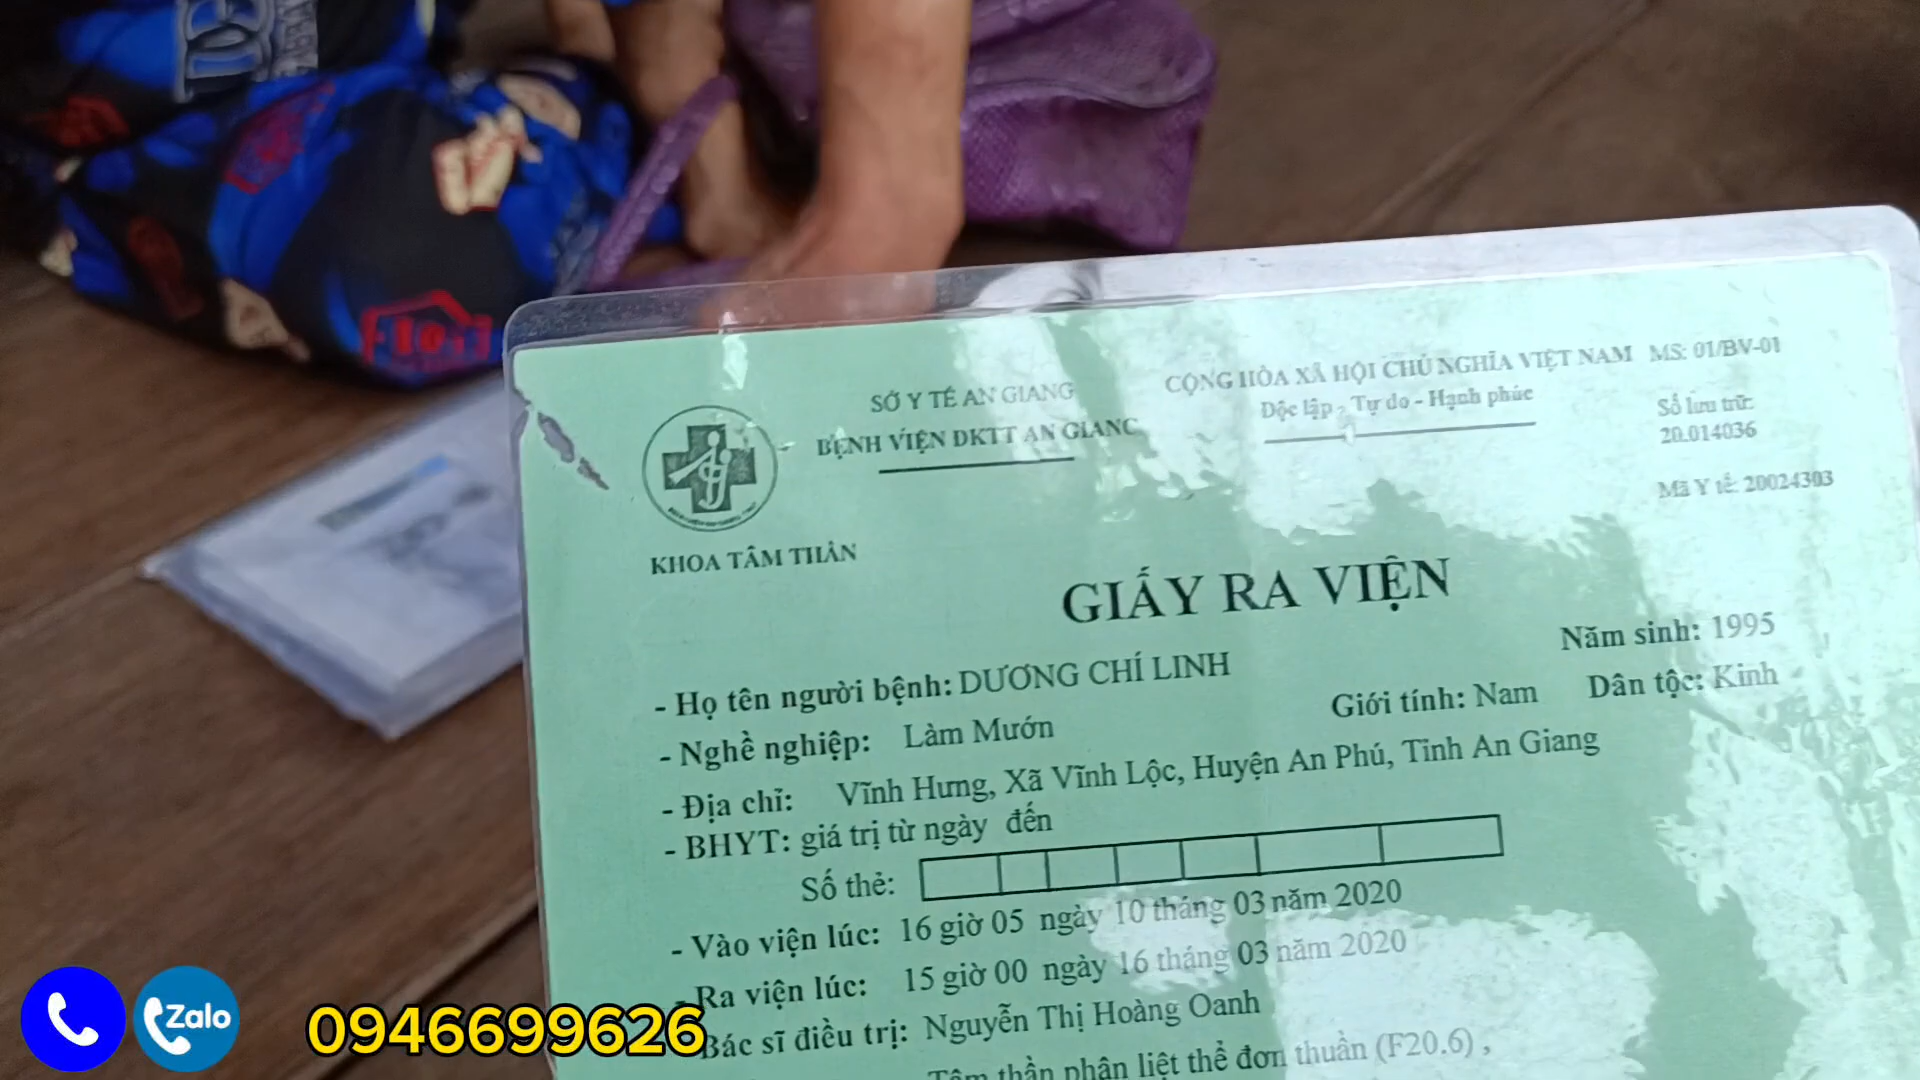 SỞ Y TẾ AN GIANG
BỆNH VIỆN ĐKTT AN GIANG
CỘNG HÒA XÃ HỘI CHỦ NGHĨA VIỆT NAM
Độc lập - Tự do - Hạnh phúc
MS: 01/BV-01
Số lưu trữ:
20.014036
Mã Y tế: 20024303
KHOA TÂM THẦN
GIẤY RA VIỆN
- Họ tên người bệnh: DƯƠNG CHÍ LINH Năm sinh: 1995
- Nghề nghiệp: Làm Mướn Giới tính: Nam Dân tộc: Kinh
- Địa chỉ: Vĩnh Hưng, Xã Vĩnh Lộc, Huyện An Phú, Tỉnh An Giang
- BHYT: giá trị từ ngày đến
Số thẻ:
- Vào viện lúc: 16 giờ 05 ngày 10 tháng 03 năm 2020
- Ra viện lúc: 15 giờ 00 ngày 16 tháng 03 năm 2020
Bác sĩ điều trị: Nguyễn Thị Hoàng Oanh
Tâm thần phân liệt thể đơn thuần (F20.6) ,
Zalo
0946699626